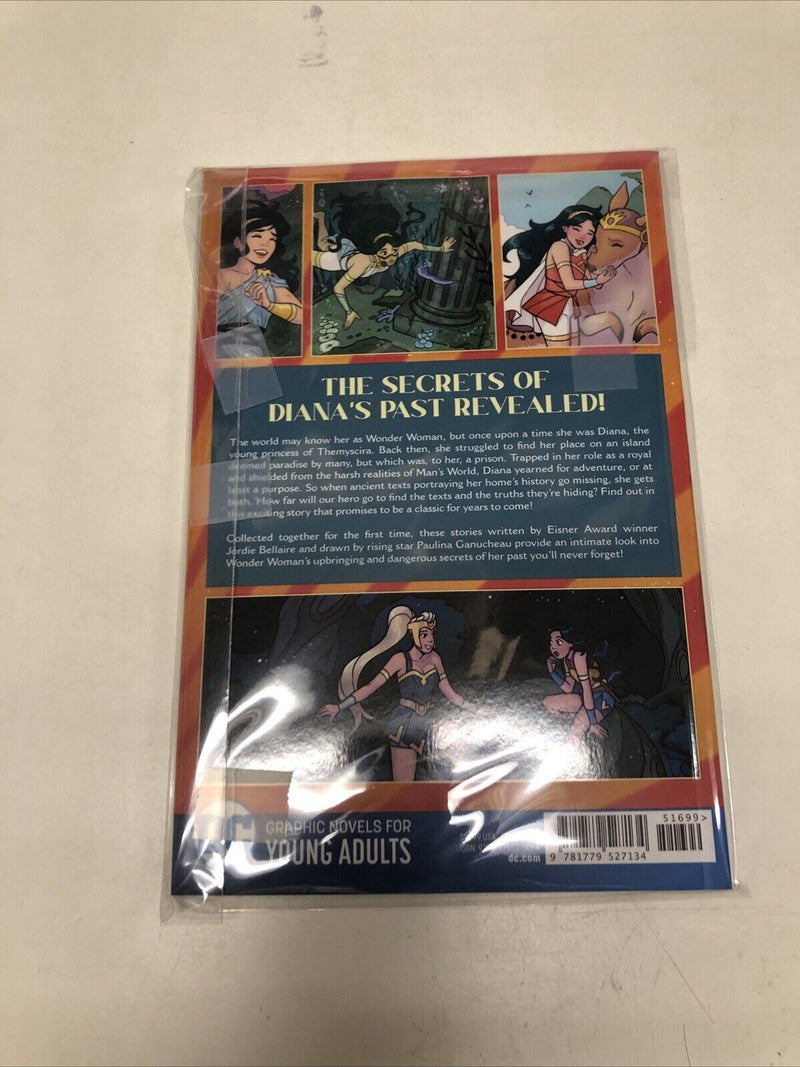 THE SECRETS OF
DIANA'S PAST REVEALED!
The world may know her as Wonder Woman, but once upon a time she was Diana, the
young princess of Themyscira. Back then, she struggled to find her place on an island
deemed paradise by many, but which was, to her, a prison. Trapped in her role as a royal
and shielded from the harsh realities of Man's World, Diana yearned for adventure, or at
least a purpose. So when ancient texts portraying her home's history go missing, she gets
both. How far will our hero go to find the texts and the truths they're hiding? Find out in
this exciting story that promises to be a classic for years to come!
Collected together for the first time, these stories written by Eisner Award winner
Jordie Bellaire and drawn by rising star Paulina Ganucheau provide an intimate look into
Wonder Woman's upbringing and dangerous secrets of her past you'll never forget!
DC
GRAPHIC NOVELS FOR
YOUNG ADULTS
USA
ISBN
dc.com
51699>
9 781779 527134